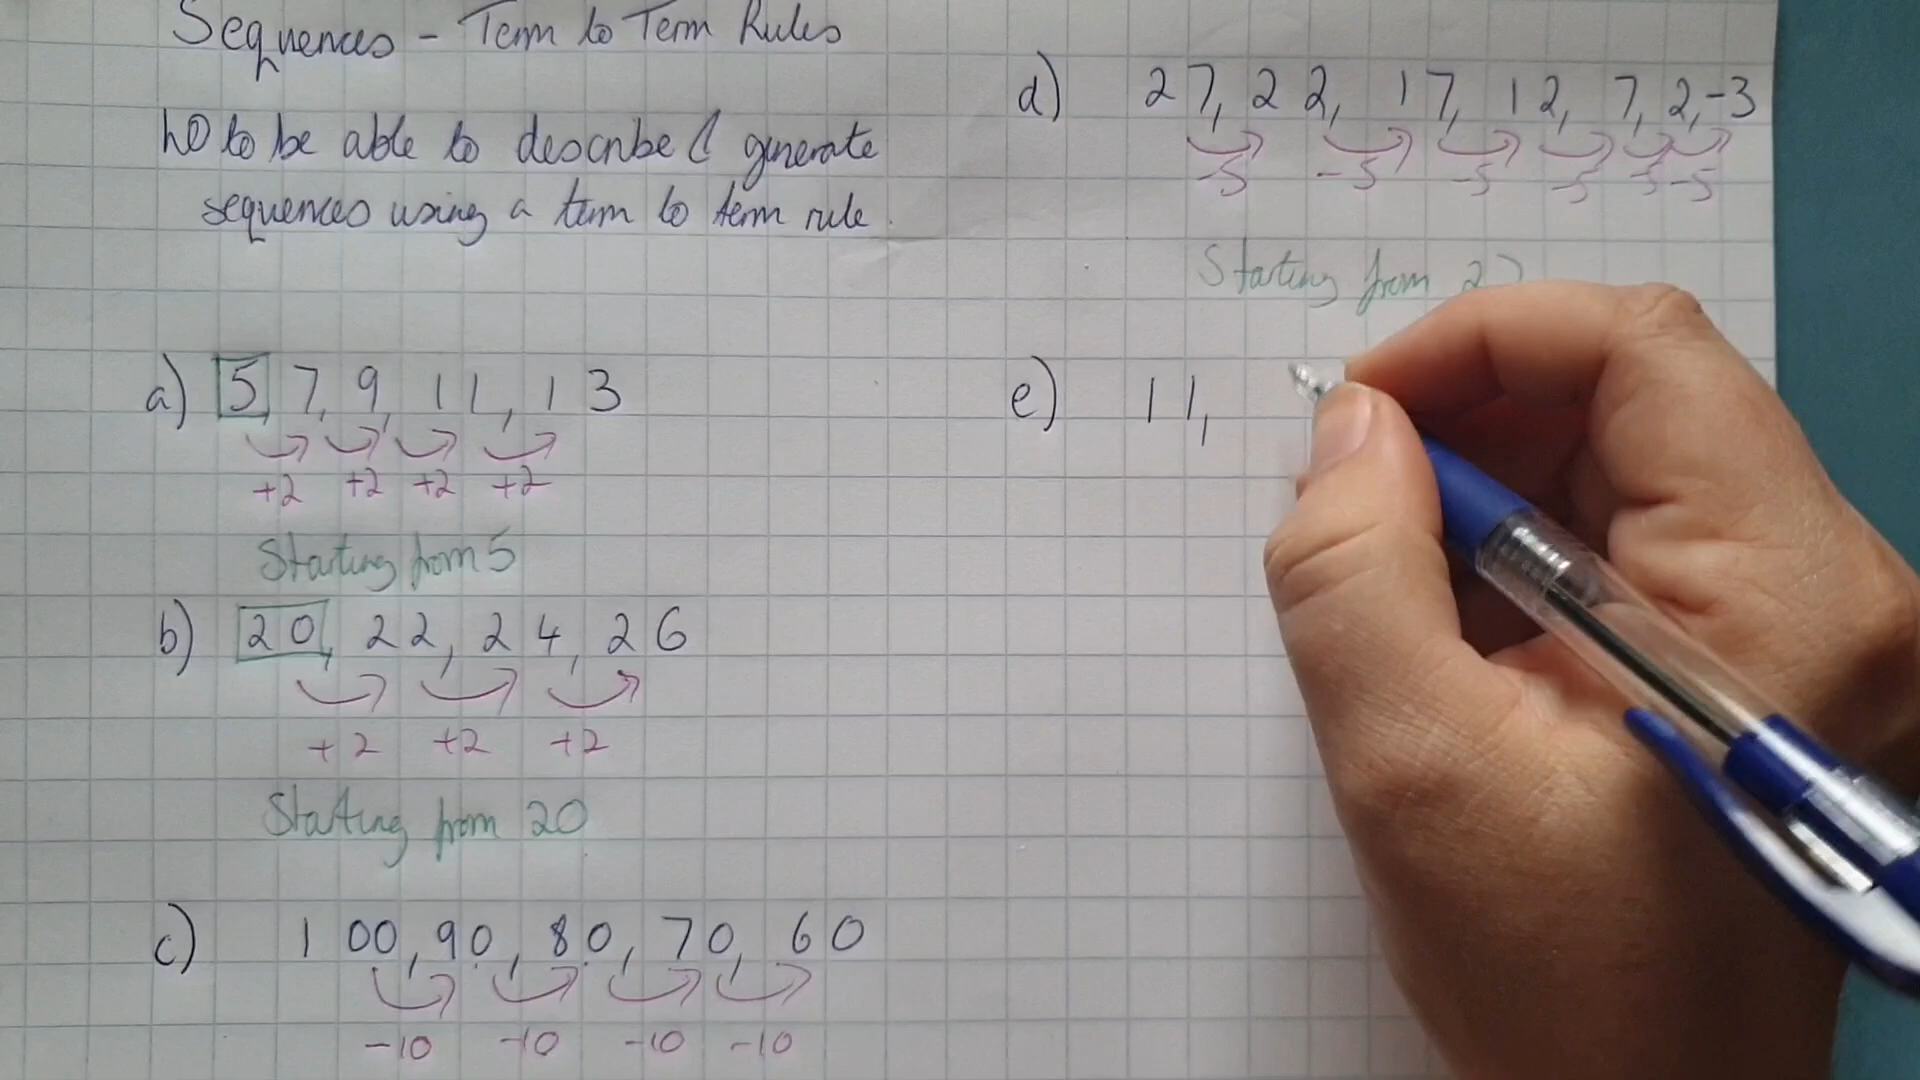 Sequences - Term to Term Rules
LO to be able to describe & generate
sequences using a term to term rule.
a) 5, 7, 9, 11, 13
+2 +2 +2 +2
Starting from 5
b) 20, 22, 24, 26
+2 +2 +2
Starting from 20
c) 100, 90, 80, 70, 60
-10 -10 -10 -10
d) 27, 22, 17, 12, 7, 2, -3
-5 -5 -5 -5 -5 -5
Starting from 27
e) 11,